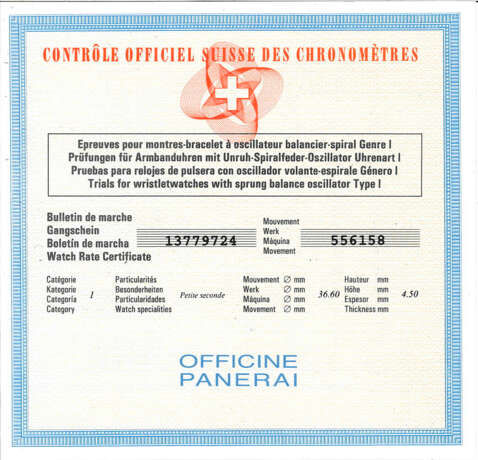 CONTRÔLE OFFICIEL SUISSE DES CHRONOMÈTRES
Epreuves pour montres-bracelet à oscillateur balancier-spiral Genre I
Prüfungen für Armbanduhren mit Unruh-Spiralfeder-Oszillator Uhrenart I
Pruebas para relojes de pulsera con oscillador volante-espirale Género I
Trials for wristletwatches with sprung balance oscillator Type I
Bulletin de marche
Gangschein
Boletín de marcha 13779724
Watch Rate Certificate
Mouvement
Werk
Máquina 556158
Movement
Catégorie Particularités Mouvement ∅ mm Hauteur mm
Kategorie Besonderheiten Werk ∅ mm Höhe mm
Categoría I Particularidades Petite seconde Máquina ∅ mm 36.60 Espesor mm 4.50
Category Watch specialities Movement ∅ mm Thickness mm
OFFICINE
PANERAI